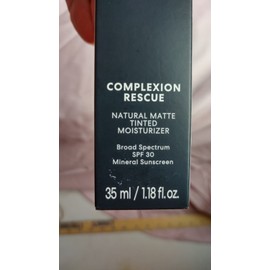 COMPLEXION
RESCUE
NATURAL MATTE
TINTED
MOISTURIZER
Broad Spectrum
SPF 30
Mineral Sunscreen
35 ml / 1.18 fl. oz.